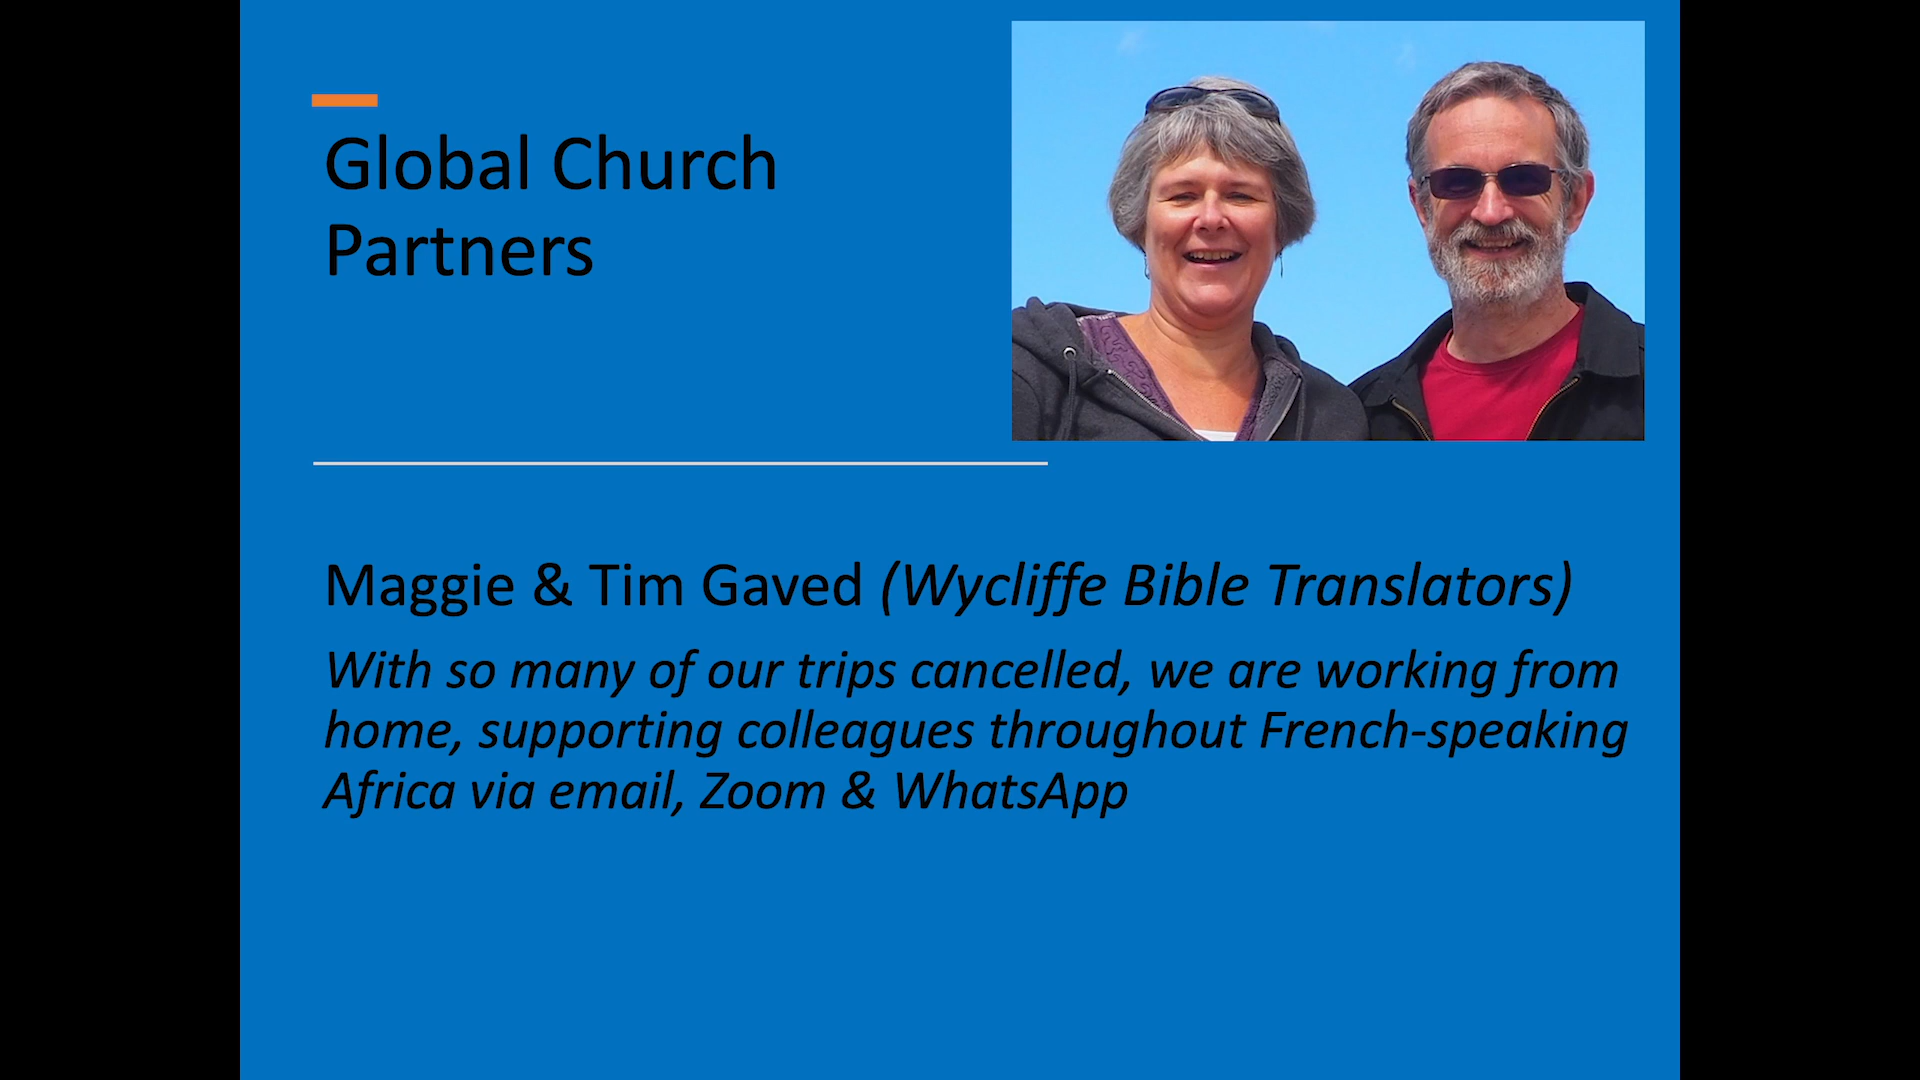 Global Church
Partners
Maggie & Tim Gaved (Wycliffe Bible Translators)
With so many of our trips cancelled, we are working from
home, supporting colleagues throughout French-speaking
Africa via email, Zoom & WhatsApp